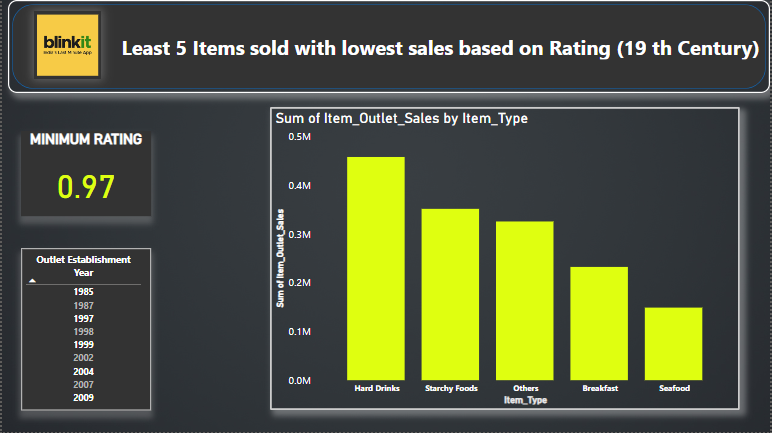 blinkit
India's Last Minute App
Least 5 Items sold with lowest sales based on Rating (19 th Century)
MINIMUM RATING
0.97
Outlet Establishment
Year
1985
1987
1997
1998
1999
2002
2004
2007
2009
Sum of Item_Outlet_Sales by Item_Type
Sum of Item_Outlet_Sales
0.5M
0.4M
0.3M
0.2M
0.1M
0.0M
Hard Drinks Starchy Foods Others Breakfast Seafood
Item_Type